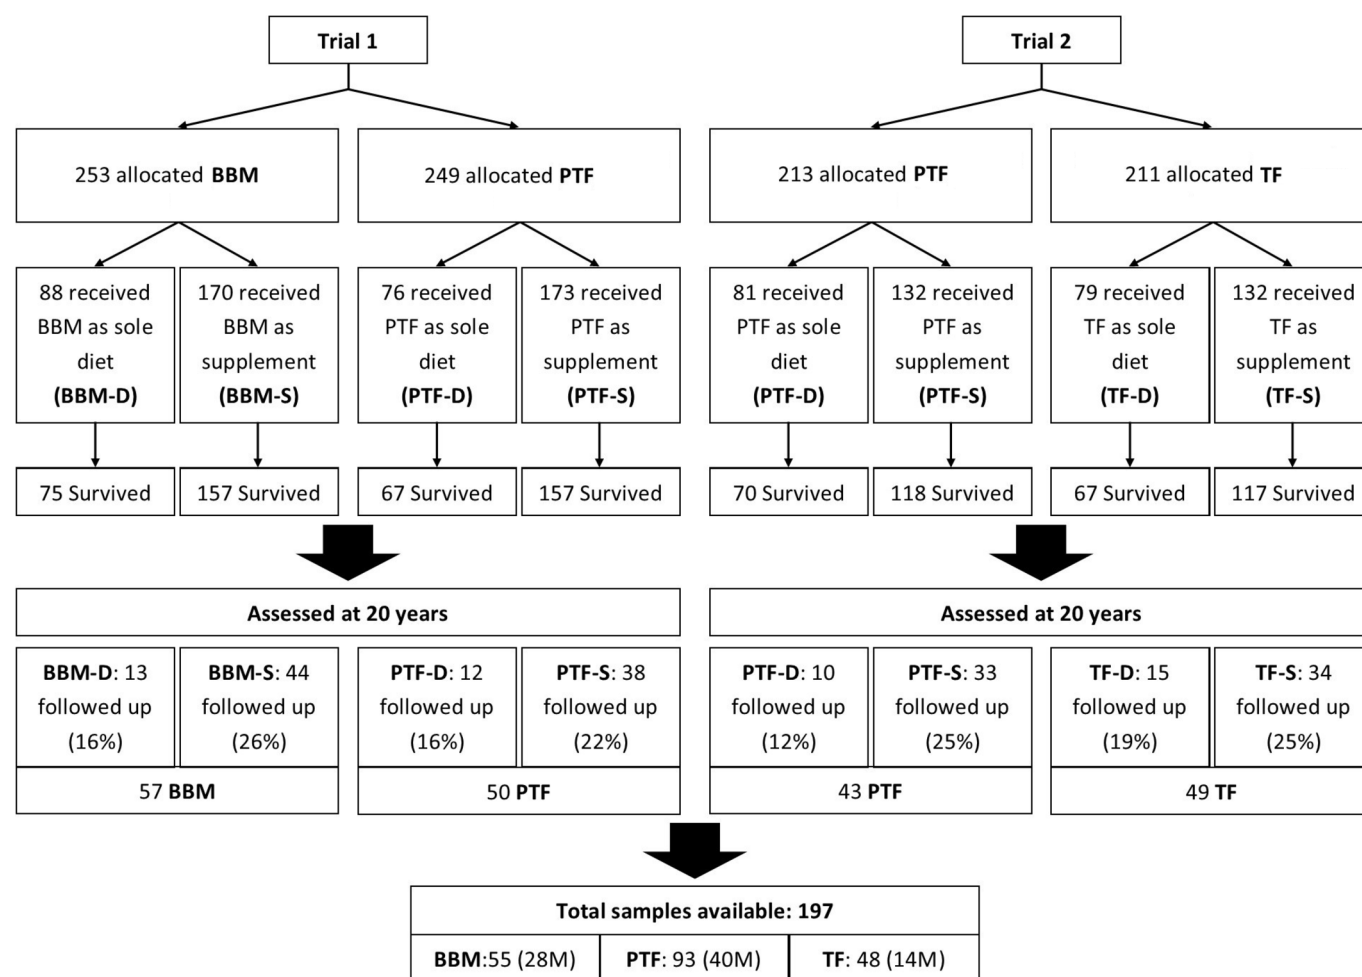 Trial 1
Trial 2
253 allocated BBM
249 allocated PTF
213 allocated PTF
211 allocated TF
88 received
BBM as sole
diet
(BBM-D)
170 received
BBM as
supplement
(BBM-S)
76 received
PTF as sole
diet
(PTF-D)
173 received
PTF as
supplement
(PTF-S)
81 received
PTF as sole
diet
(PTF-D)
132 received
PTF as
supplement
(PTF-S)
79 received
TF as sole
diet
(TF-D)
132 received
TF as
supplement
(TF-S)
75 Survived
157 Survived
67 Survived
157 Survived
70 Survived
118 Survived
67 Survived
117 Survived
Assessed at 20 years
Assessed at 20 years
BBM-D: 13
followed up
(16%)
BBM-S: 44
followed up
(26%)
PTF-D: 12
followed up
(16%)
PTF-S: 38
followed up
(22%)
PTF-D: 10
followed up
(12%)
PTF-S: 33
followed up
(25%)
TF-D: 15
followed up
(19%)
TF-S: 34
followed up
(25%)
57 BBM
50 PTF
43 PTF
49 TF
Total samples available: 197
BBM:55 (28M)
PTF: 93 (40M)
TF: 48 (14M)